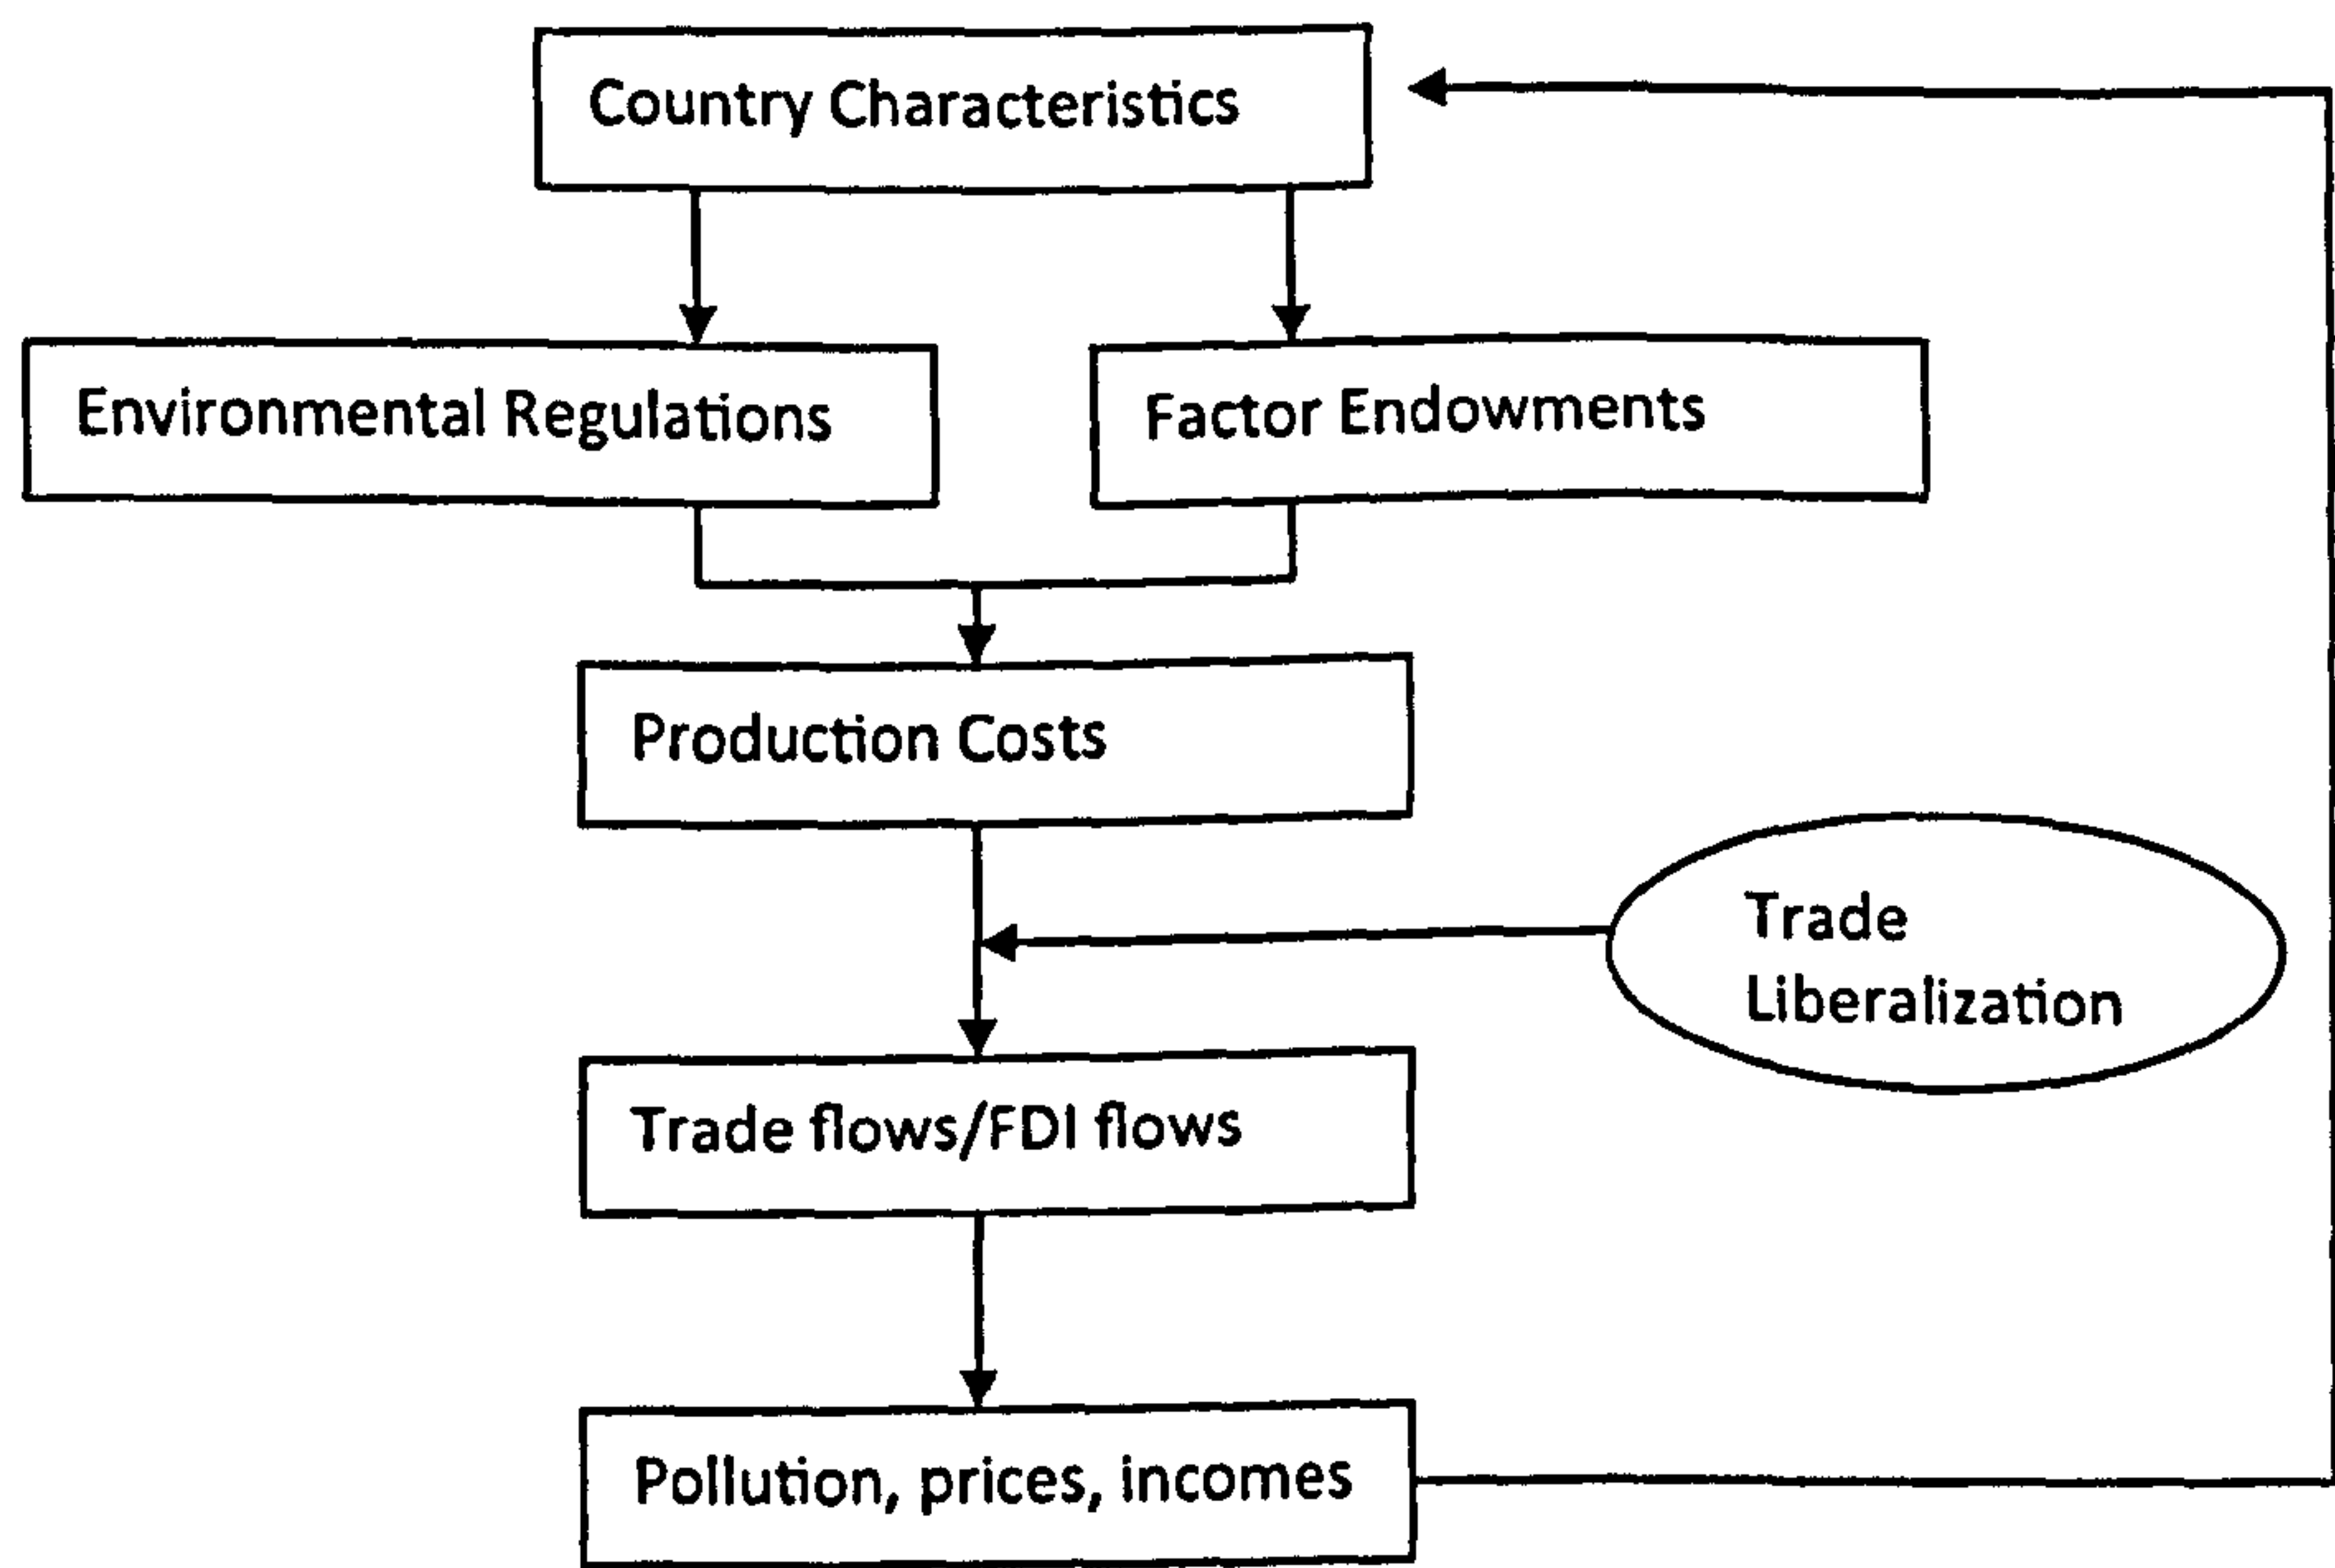 Country Characteristics
Environmental Regulations
Factor Endowments
Production Costs
Trade
Liberalization
Trade flows/FDI flows
Pollution, prices, incomes